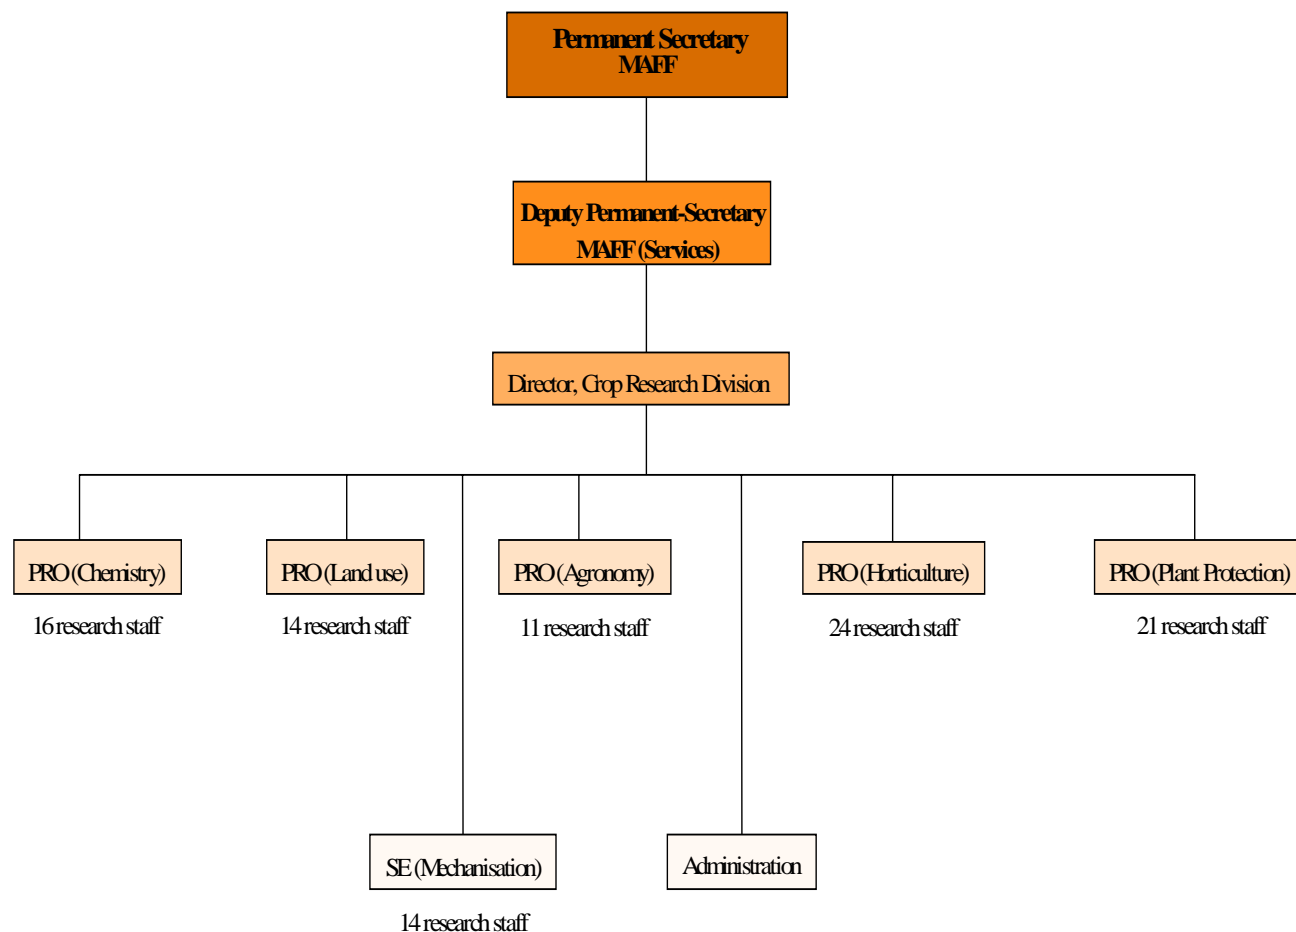 Permanent Secretary
MAFF
Deputy Permanent-Secretary
MAFF (Services)
Director, Crop Research Division
PRO (Chemistry)
PRO (Land use)
PRO (Agronomy)
PRO (Horticulture)
PRO (Plant Protection)
16 research staff
14 research staff
11 research staff
24 research staff
21 research staff
SE (Mechanisation)
Administration
14 research staff